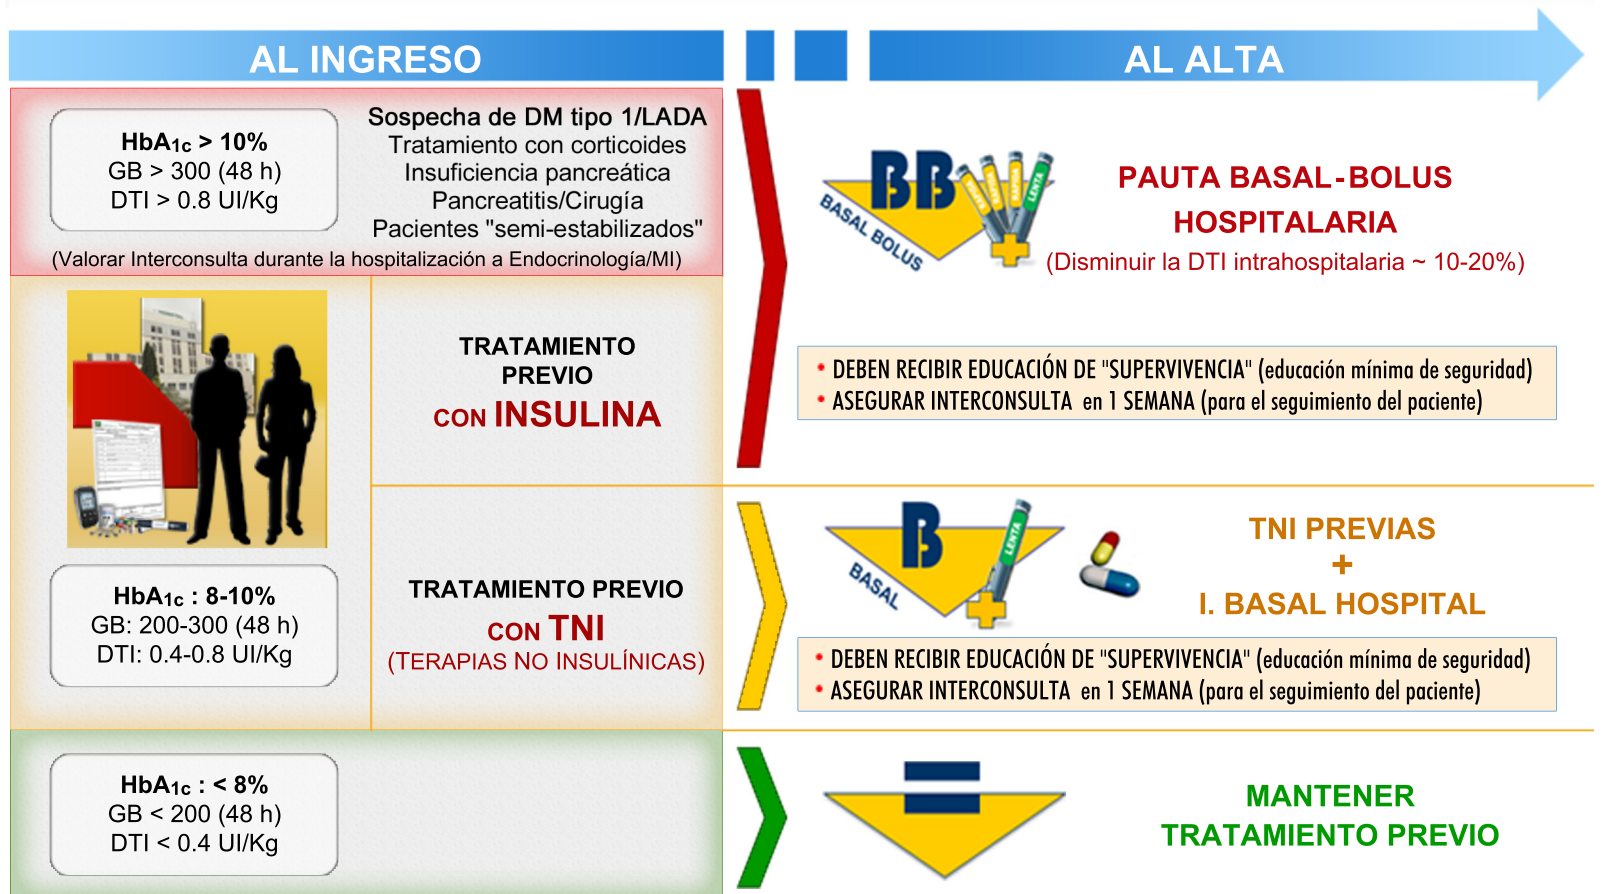 AL INGRESO
AL ALTA
HbA1c > 10%
GB > 300 (48 h)
DTI > 0.8 UI/Kg
Sospecha de DM tipo 1/LADA
Tratamiento con corticoides
Insuficiencia pancreática
Pancreatitis/Cirugía
Pacientes "semi-estabilizados"
(Valorar Interconsulta durante la hospitalización a Endocrinología/MI)
BB
BASAL BOLUS
RÁPIDA
LENTA
PAUTA BASAL-BOLUS
HOSPITALARIA
(Disminuir la DTI intrahospitalaria ~ 10-20%)
TRATAMIENTO
PREVIO
CON INSULINA
• DEBEN RECIBIR EDUCACIÓN DE "SUPERVIVENCIA" (educación mínima de seguridad)
• ASEGURAR INTERCONSULTA en 1 SEMANA (para el seguimiento del paciente)
HbA1c : 8-10%
GB: 200-300 (48 h)
DTI: 0.4-0.8 UI/Kg
TRATAMIENTO PREVIO
CON TNI
(TERAPIAS NO INSULÍNICAS)
B
BASAL
LENTA
TNI PREVIAS
+
I. BASAL HOSPITAL
• DEBEN RECIBIR EDUCACIÓN DE "SUPERVIVENCIA" (educación mínima de seguridad)
• ASEGURAR INTERCONSULTA en 1 SEMANA (para el seguimiento del paciente)
HbA1c : < 8%
GB < 200 (48 h)
DTI < 0.4 UI/Kg
MANTENER
TRATAMIENTO PREVIO